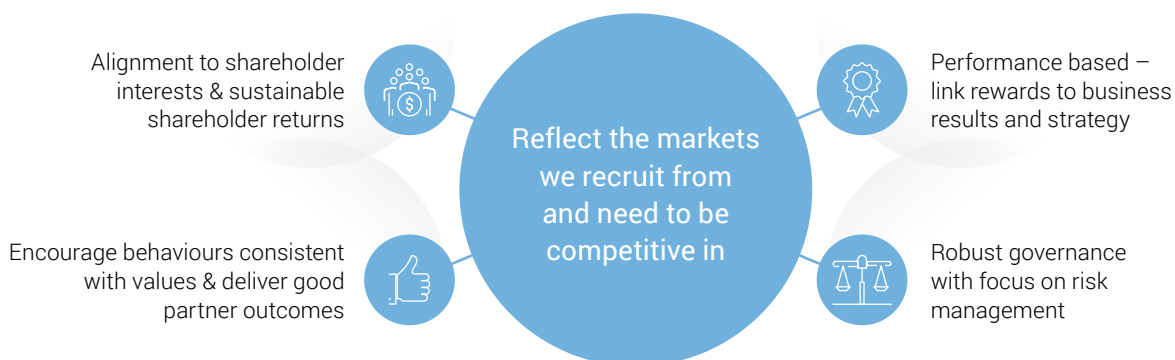 Alignment to shareholder
interests & sustainable
shareholder returns
$
Encourage behaviours consistent
with values & deliver good
partner outcomes
Reflect the markets
we recruit from
and need to be
competitive in
Performance based –
link rewards to business
results and strategy
Robust governance
with focus on risk
management